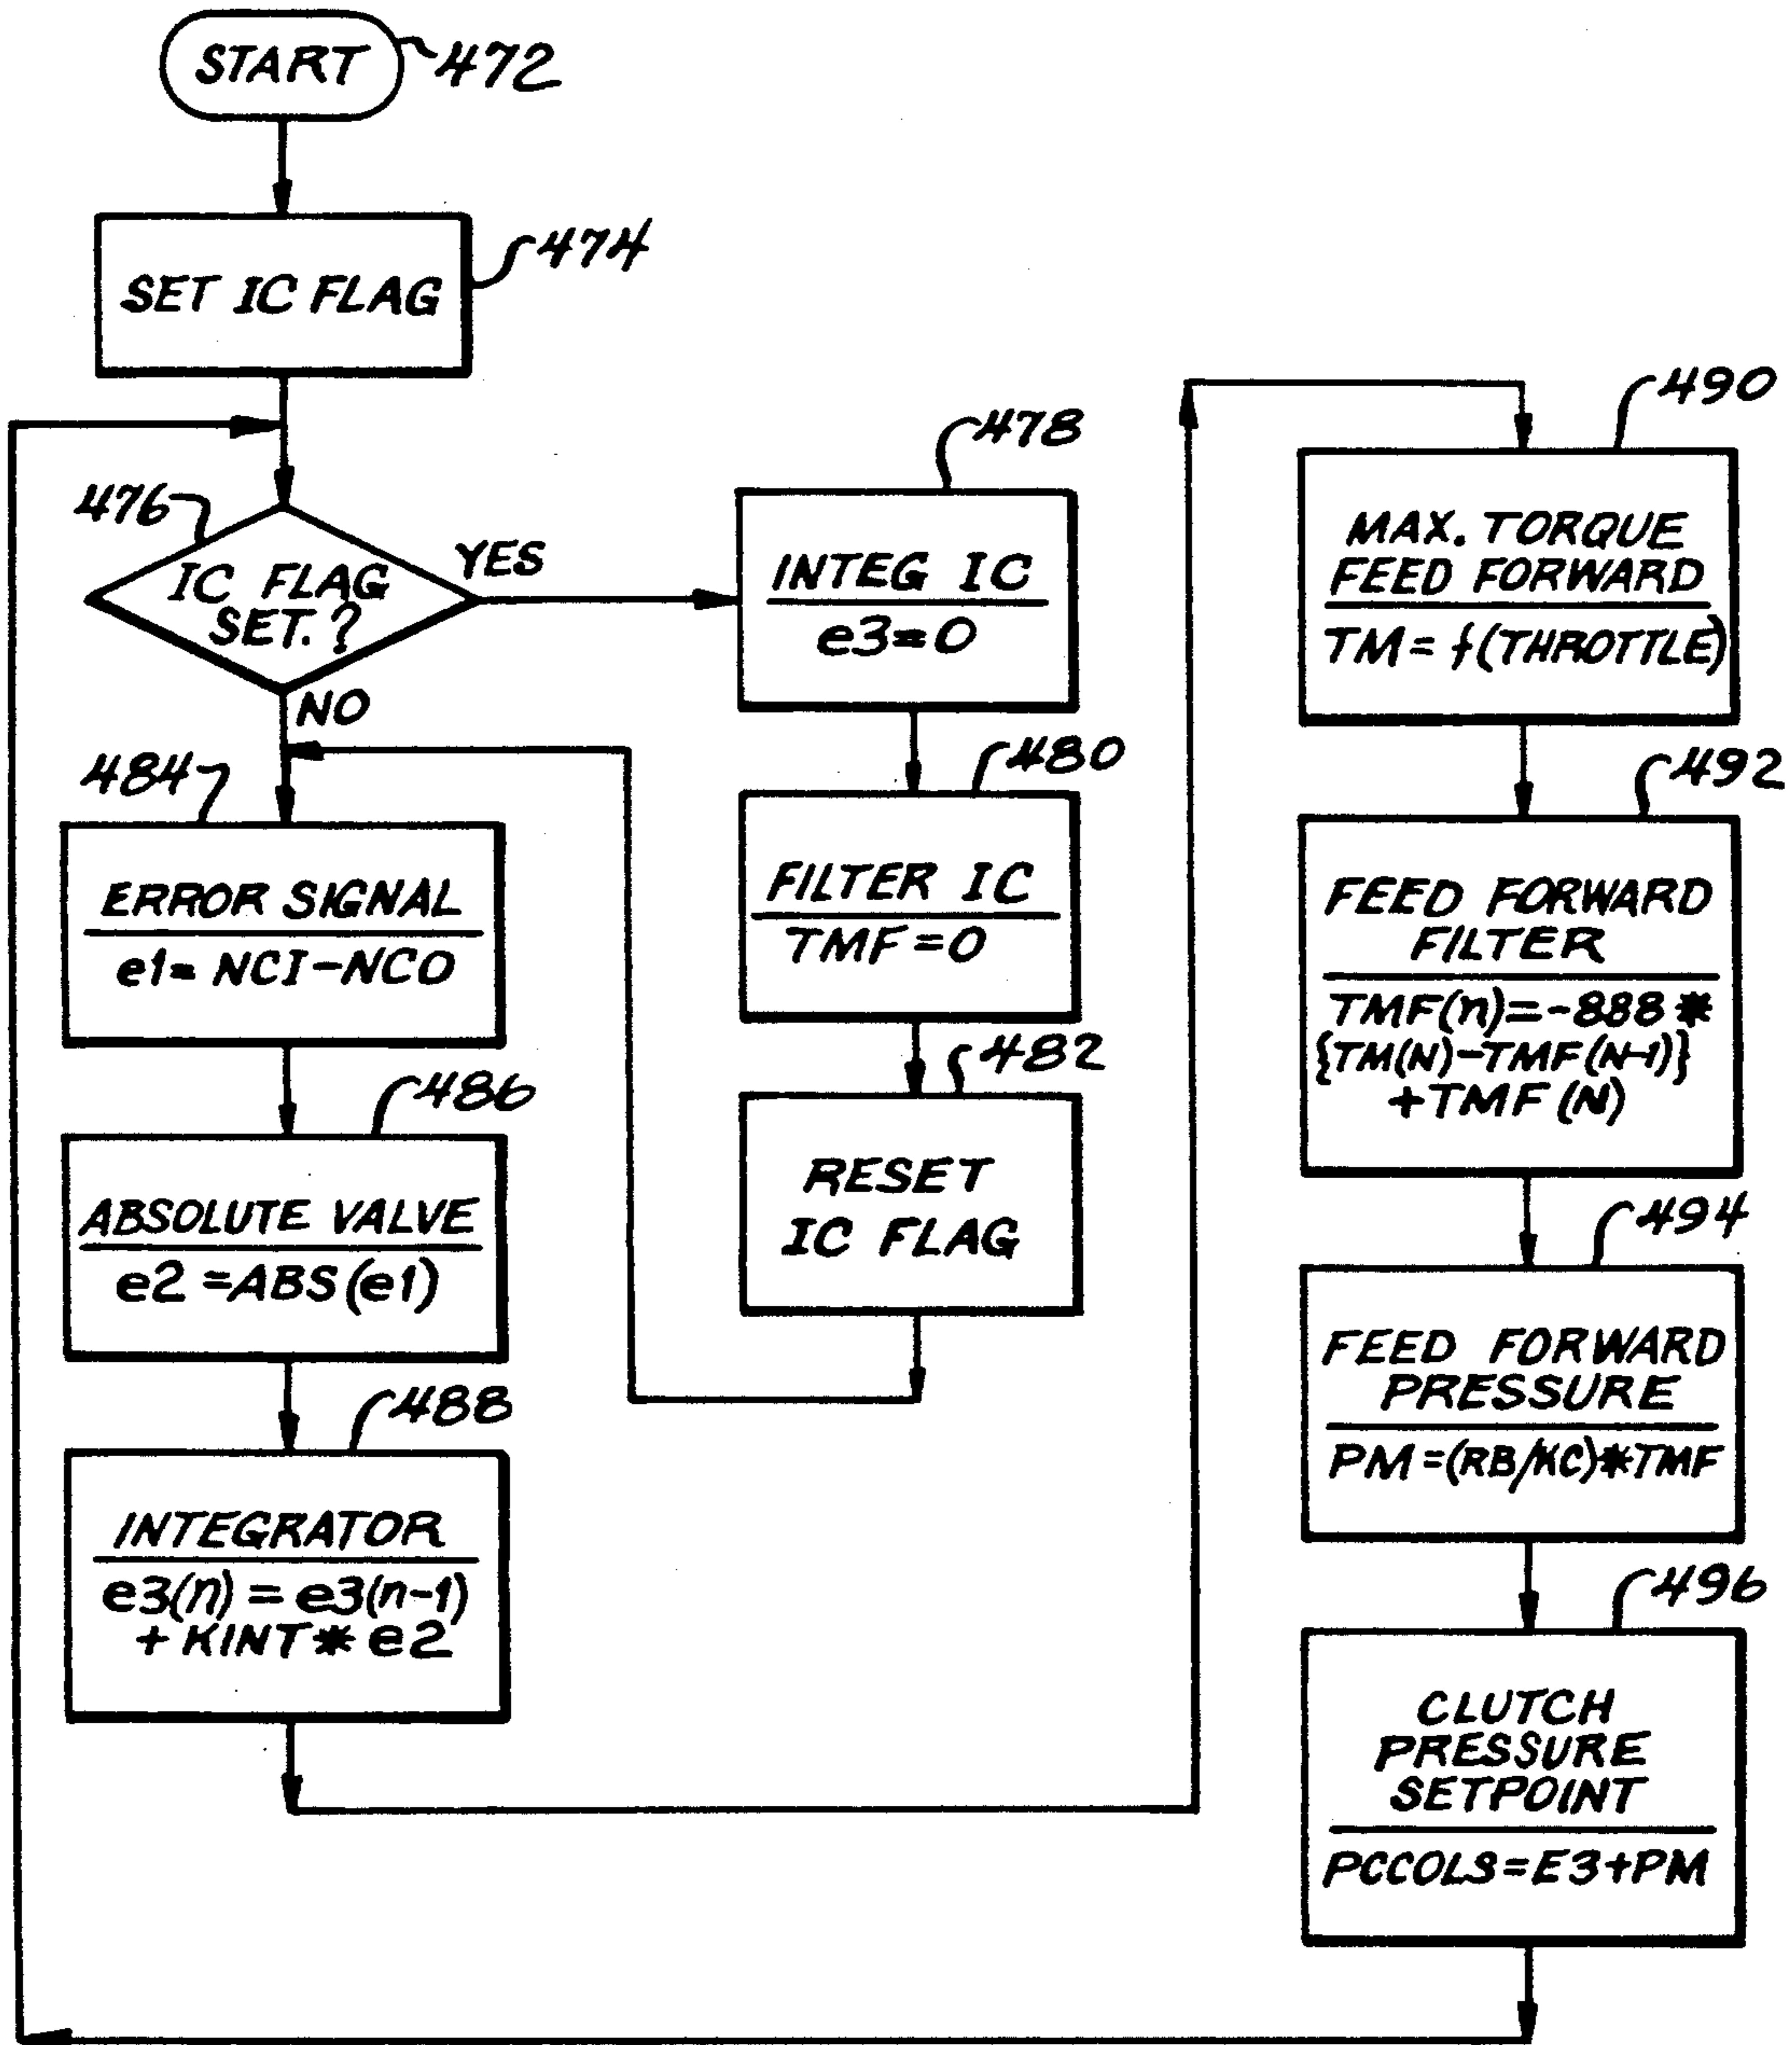 START
472
SET IC FLAG
474
476
IC FLAG
SET.?
YES
NO
478
INTEG IC
e3=0
480
FILTER IC
TMF=0
482
RESET
IC FLAG
484
ERROR SIGNAL
e1=NCI-NCO
486
ABSOLUTE VALVE
e2=ABS(e1)
488
INTEGRATOR
e3(n)=e3(n-1)
+KINT*e2
490
MAX. TORQUE
FEED FORWARD
TM=f(THROTTLE)
492
FEED FORWARD
FILTER
TMF(n)=-888*
{TM(N)-TMF(N-1)}
+TMF(N)
494
FEED FORWARD
PRESSURE
PM=(RB/KC)*TMF
496
CLUTCH
PRESSURE
SETPOINT
PCCOLS=E3+PM